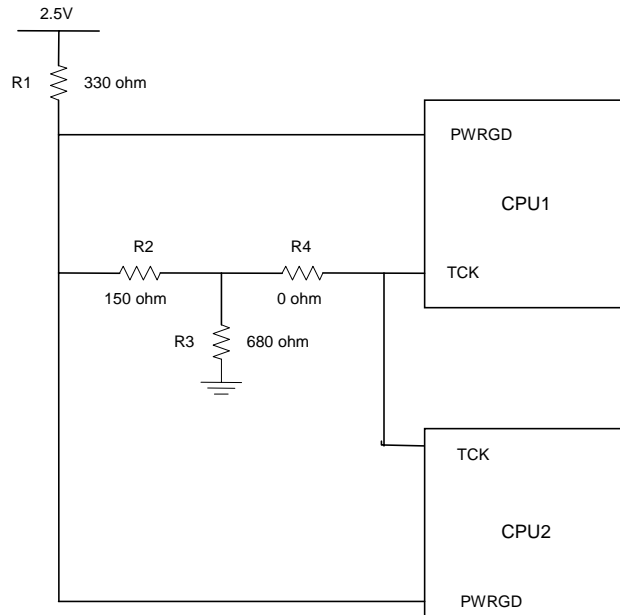 2.5V
R1 330 ohm
PWRGD
CPU1
R2 R4
TCK
150 ohm 0 ohm
R3 680 ohm
TCK
CPU2
PWRGD